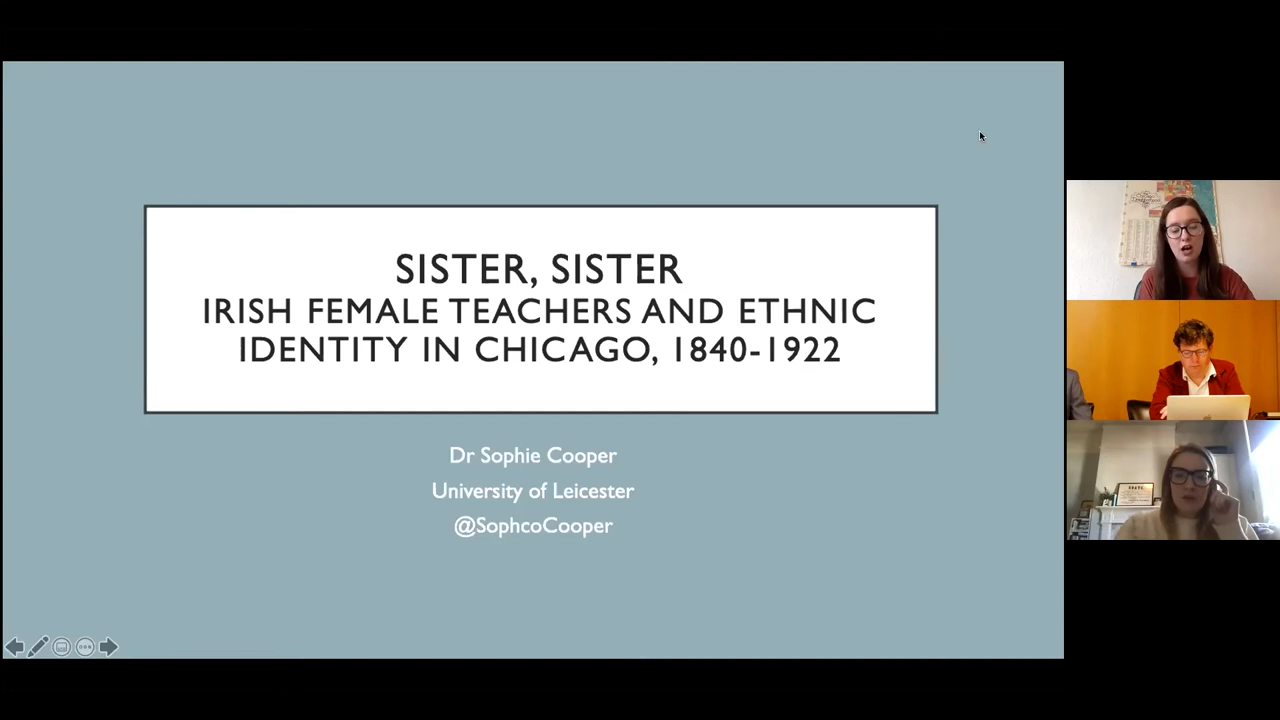 SISTER, SISTER
IRISH FEMALE TEACHERS AND ETHNIC
IDENTITY IN CHICAGO, 1840-1922
Dr Sophie Cooper
University of Leicester
@SophcoCooper